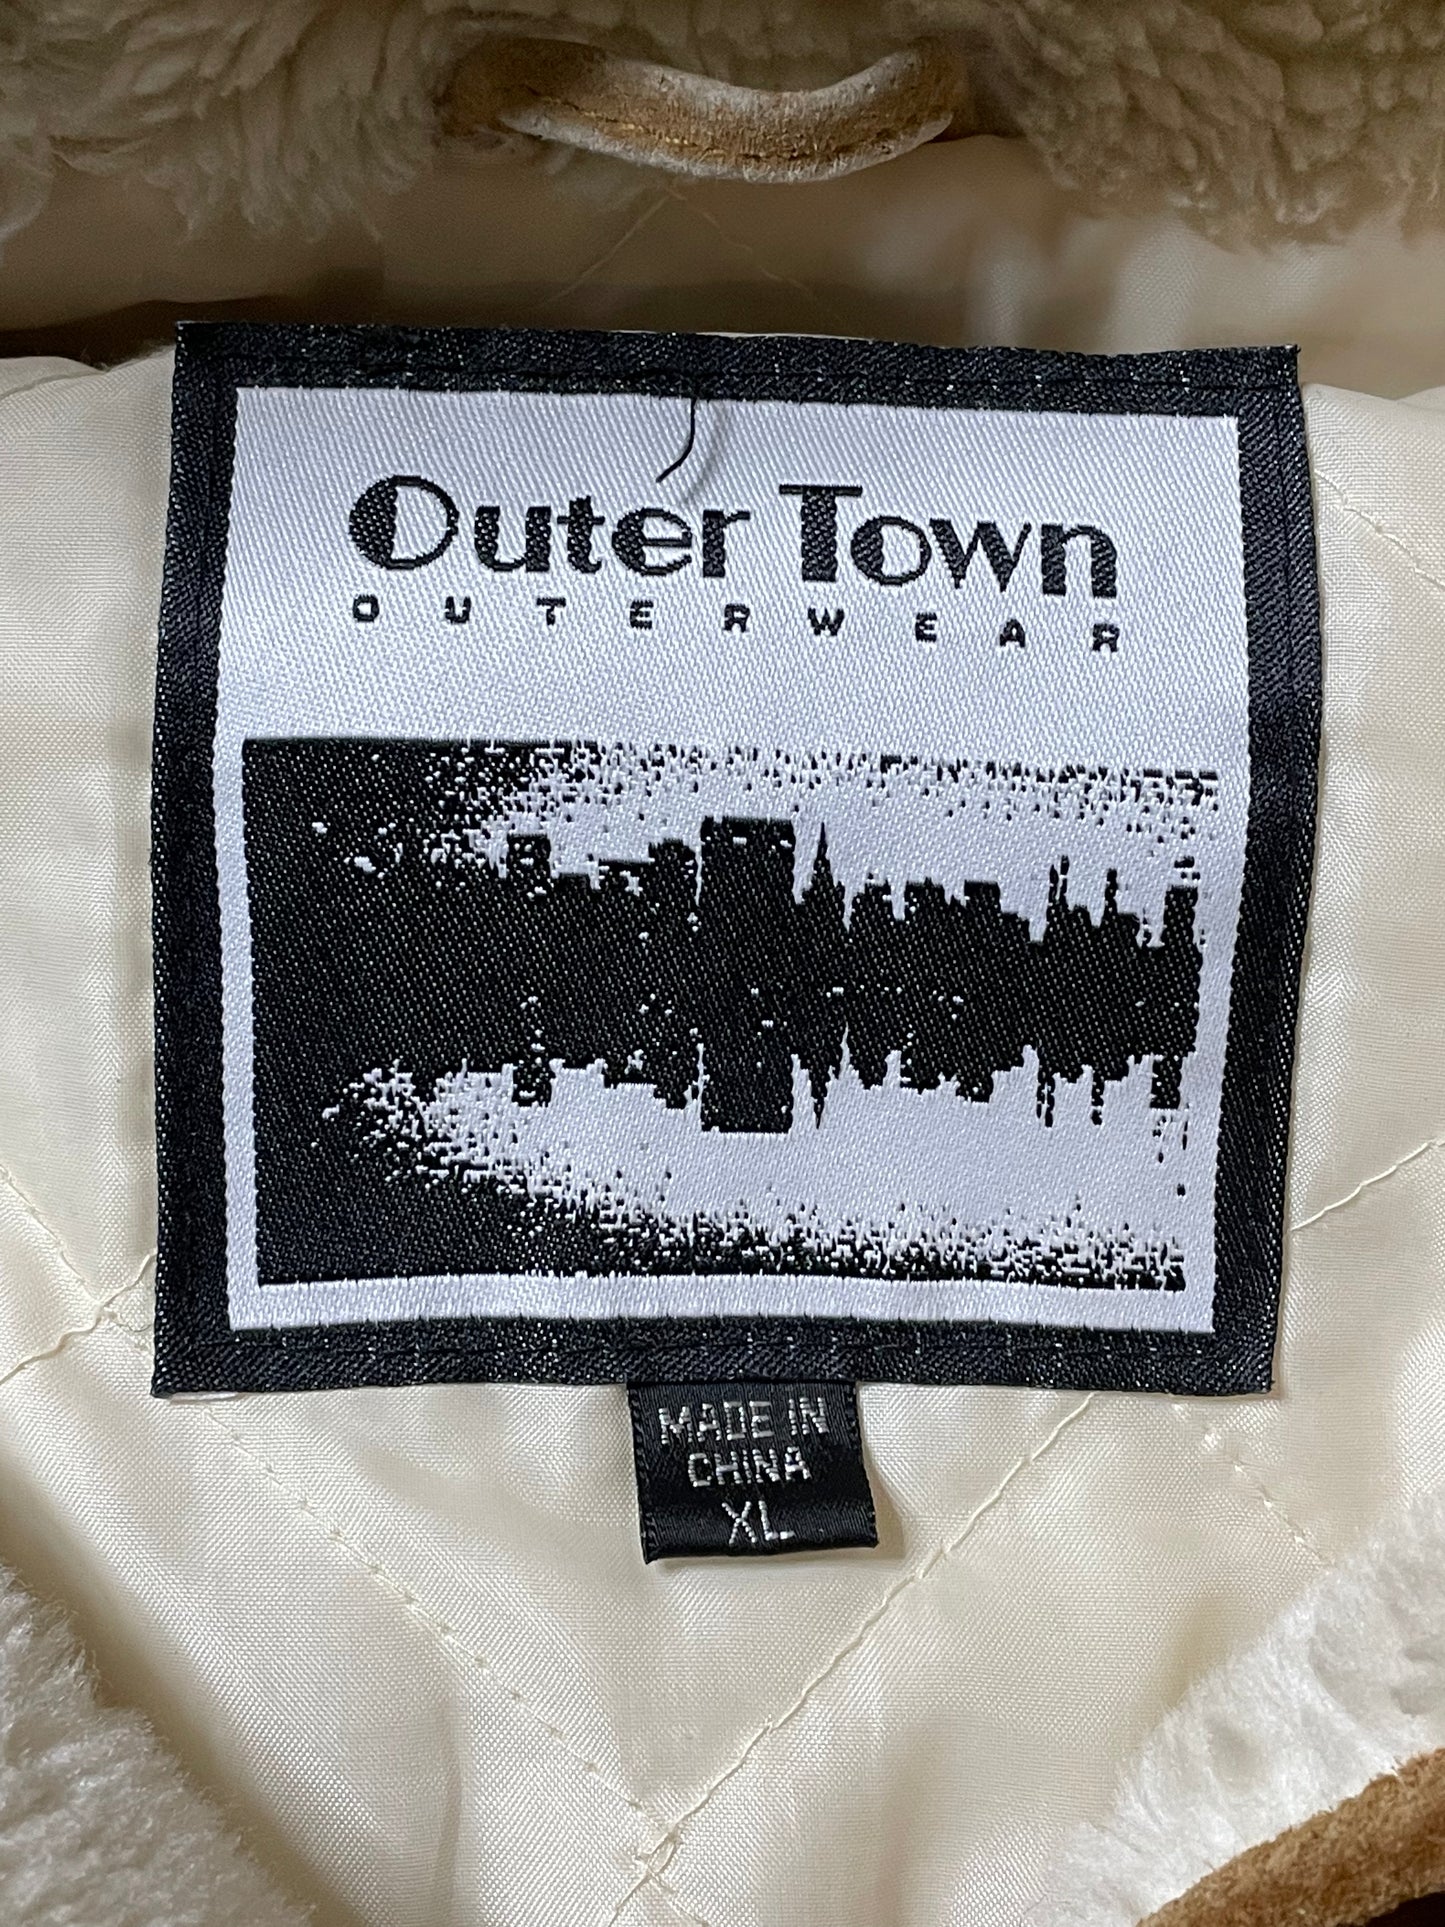 Outer Town
OUTERWEAR
MADE IN
CHINA
XL